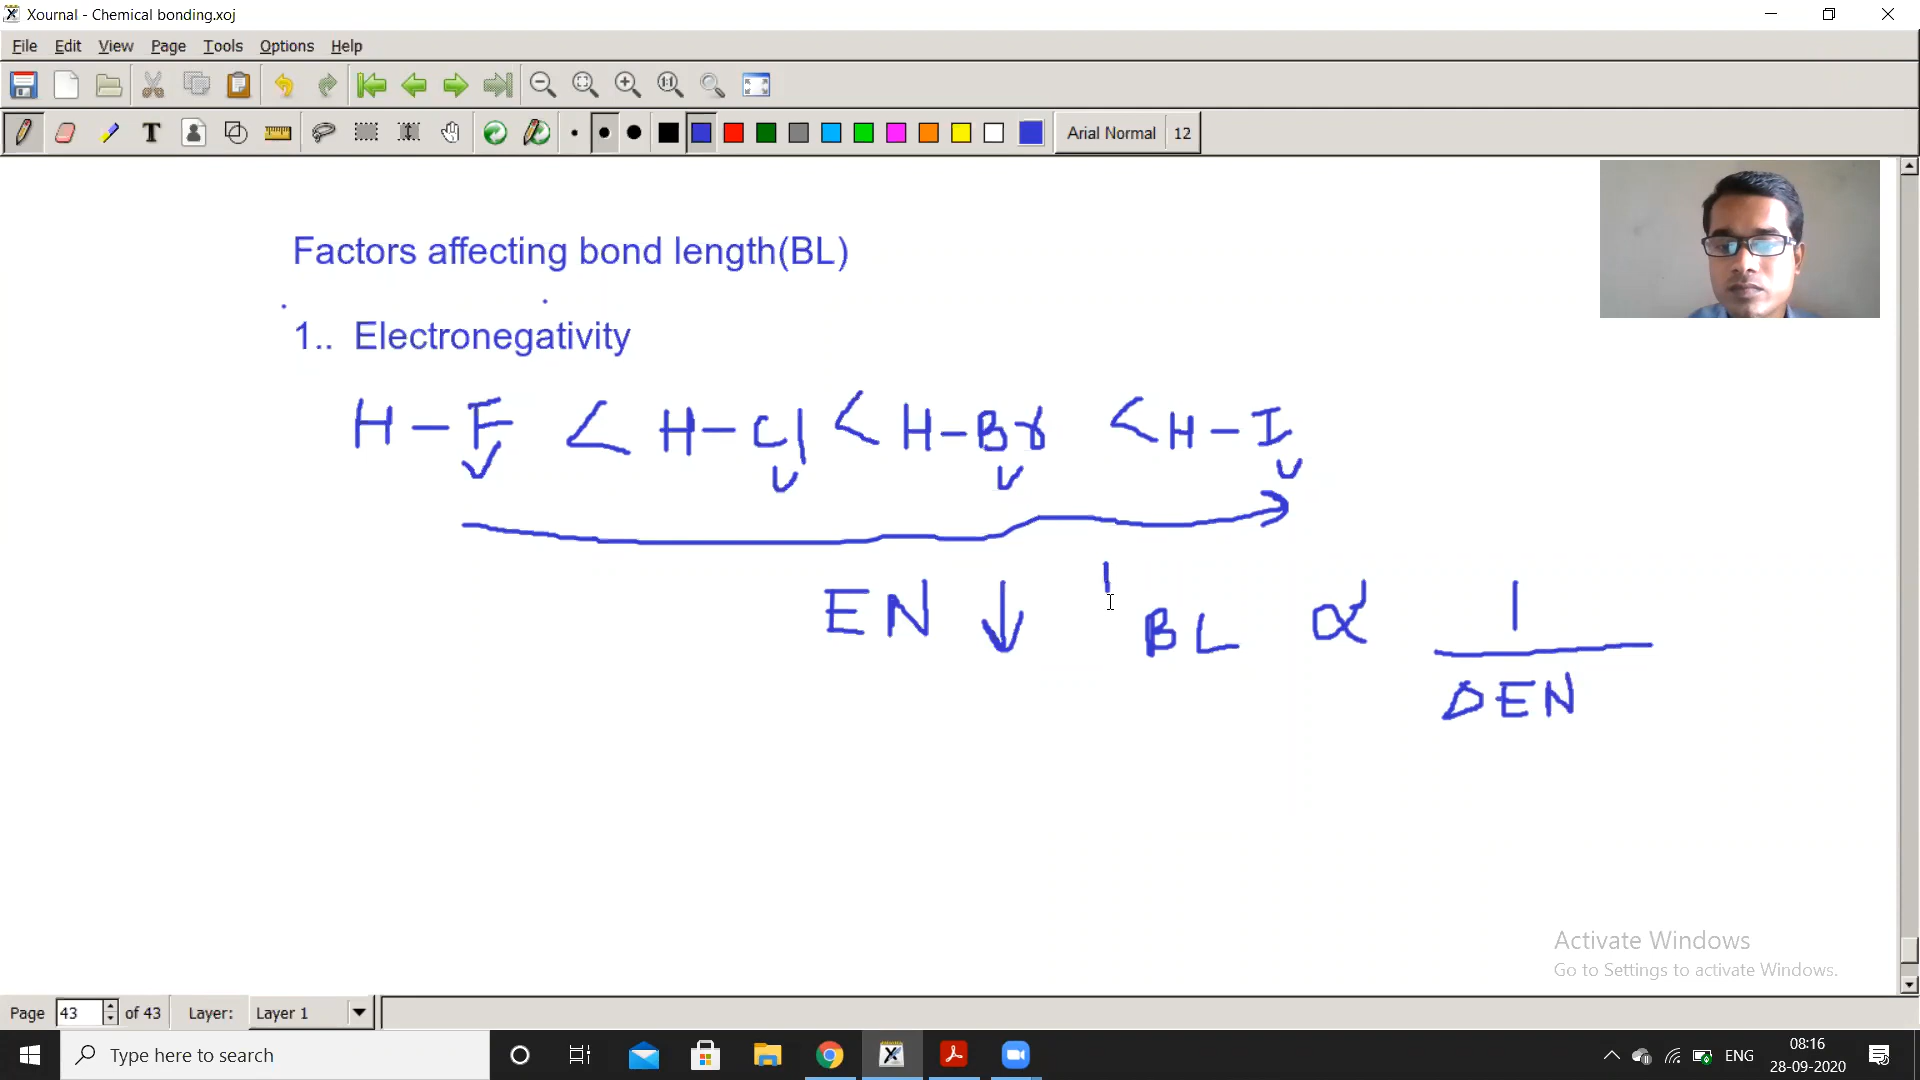 Xournal - Chemical bonding.xoj
File Edit View Page Tools Options Help
Arial Normal 12
Factors affecting bond length(BL)
1.. Electronegativity
H - F < H - Cl < H - Br < H - I
EN ↓ BL ∝ 1
ΔEN
Activate Windows
Go to Settings to activate Windows.
Page 43 of 43 Layer: Layer 1
Type here to search
ENG
08:16
28-09-2020